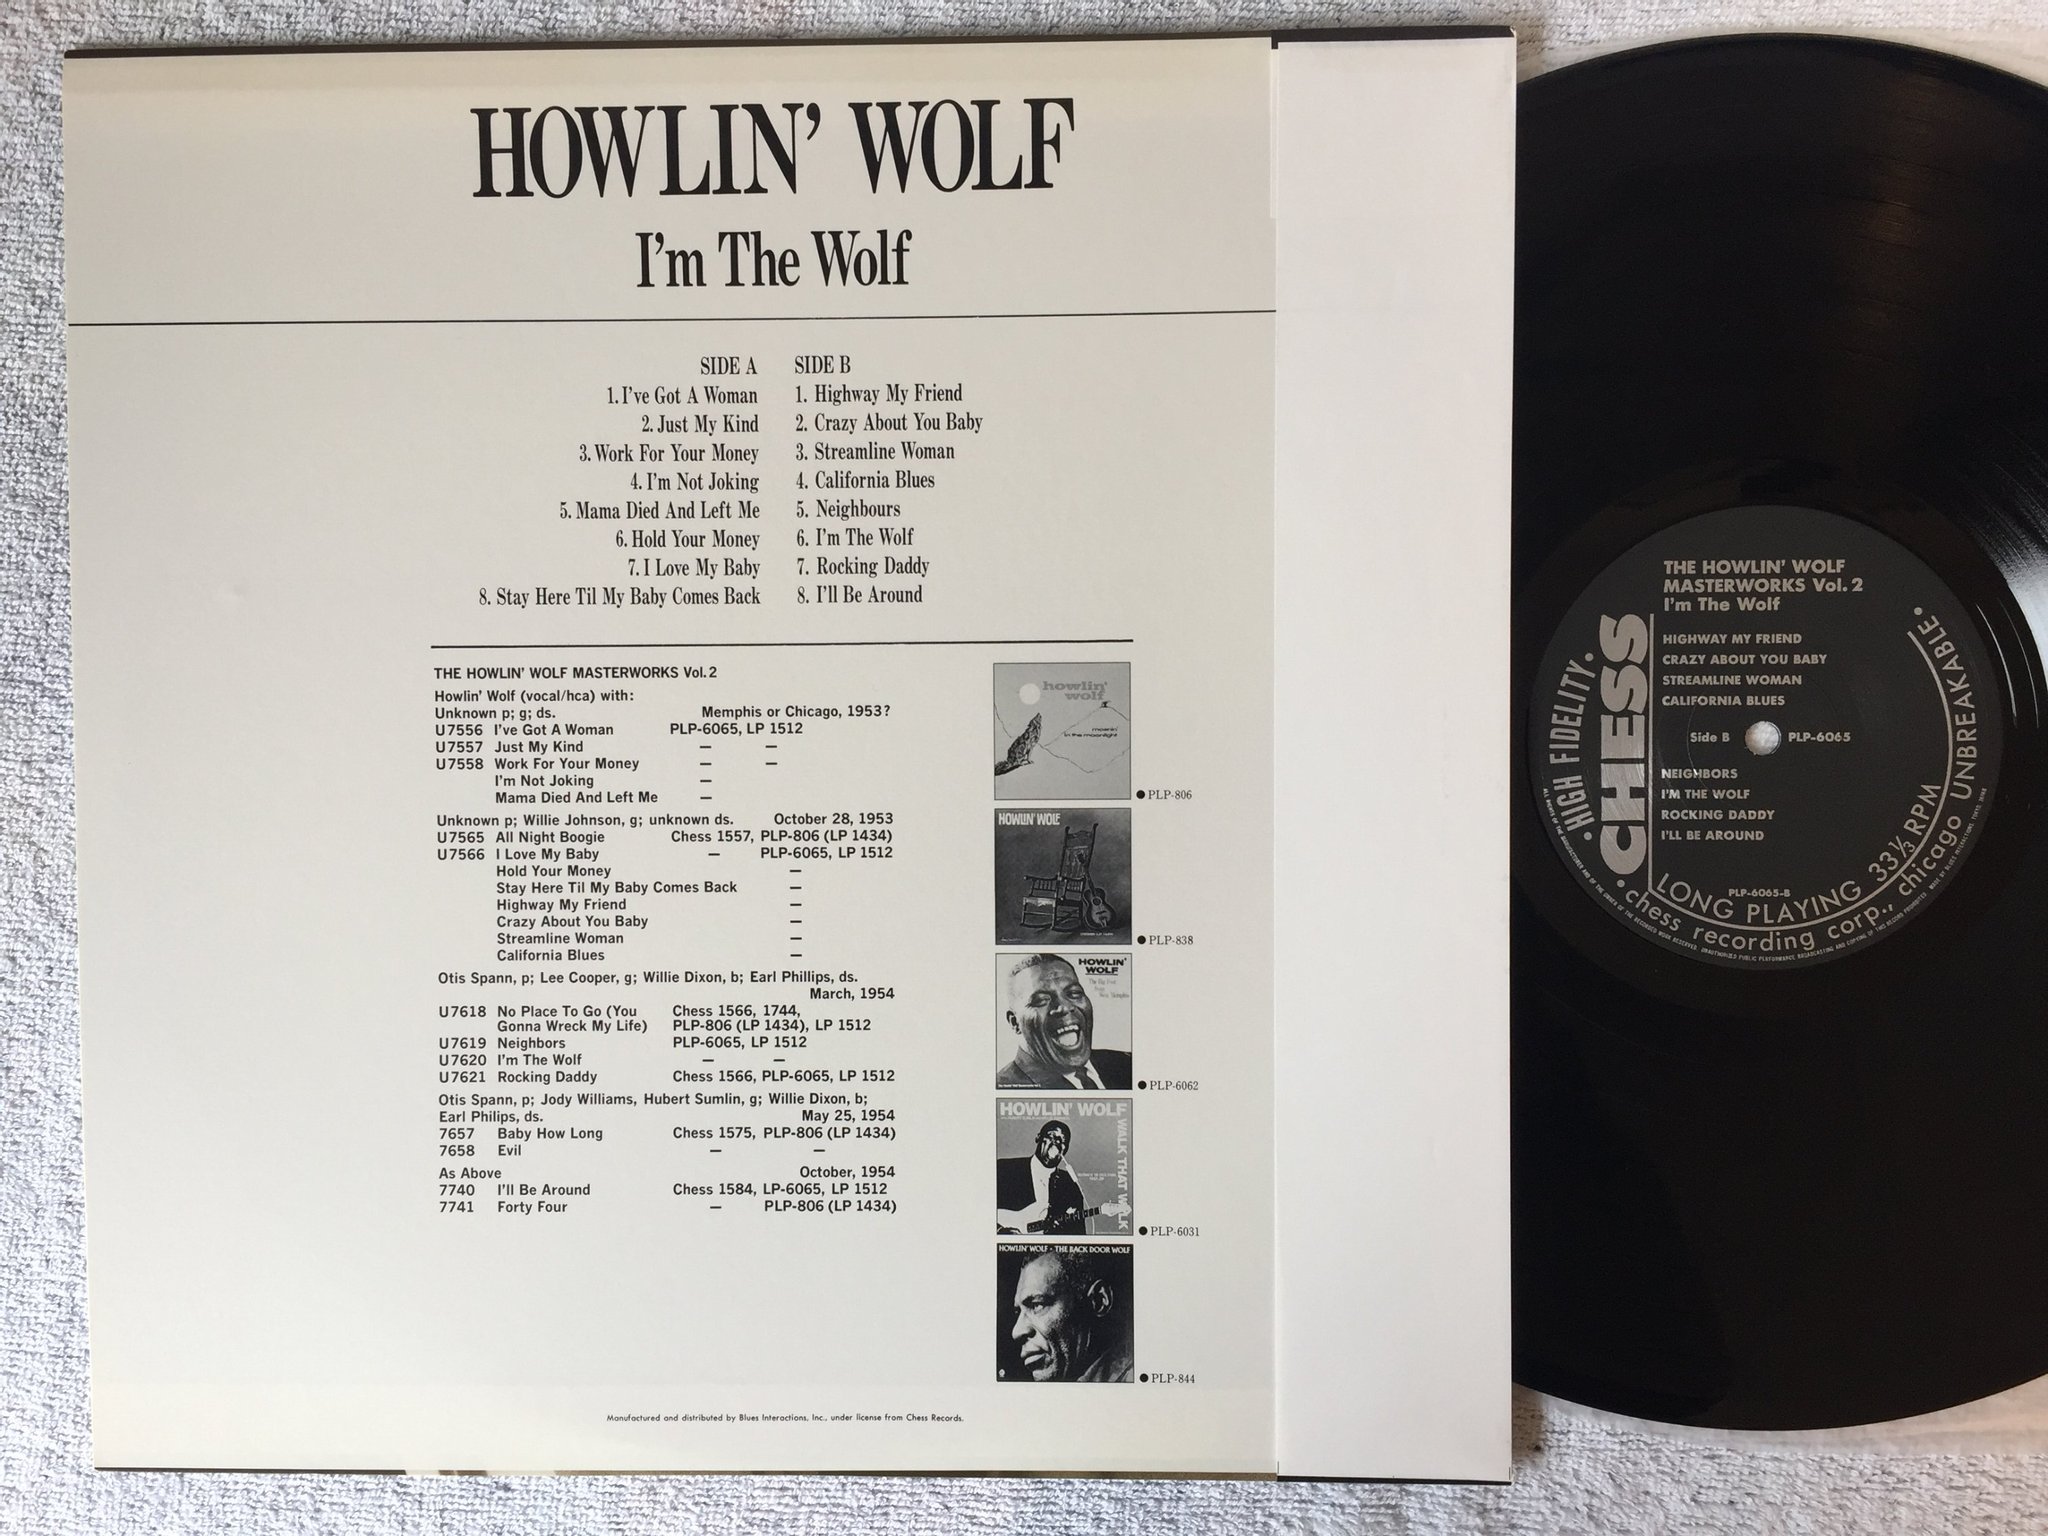 HOWLIN' WOLF
I'm The Wolf
SIDE A
1. I've Got A Woman
2. Just My Kind
3. Work For Your Money
4. I'm Not Joking
5. Mama Died And Left Me
6. Hold Your Money
7. I Love My Baby
8. Stay Here Til My Baby Comes Back
SIDE B
1. Highway My Friend
2. Crazy About You Baby
3. Streamline Woman
4. California Blues
5. Neighbours
6. I'm The Wolf
7. Rocking Daddy
8. I'll Be Around
THE HOWLIN' WOLF MASTERWORKS Vol. 2
Howlin' Wolf (vocal/hca) with:
Unknown p; g; ds. Memphis or Chicago, 1953?
U7556 I've Got A Woman PLP-6065, LP 1512
U7557 Just My Kind — —
U7558 Work For Your Money — —
I'm Not Joking —
Mama Died And Left Me —
Unknown p; Willie Johnson, g; unknown ds. October 28, 1953
U7565 All Night Boogie Chess 1557, PLP-806 (LP 1434)
U7566 I Love My Baby — PLP-6065, LP 1512
Hold Your Money —
Stay Here Til My Baby Comes Back —
Highway My Friend —
Crazy About You Baby —
Streamline Woman —
California Blues —
Otis Spann, p; Lee Cooper, g; Willie Dixon, b; Earl Phillips, ds.
March, 1954
U7618 No Place To Go (You Chess 1566, 1744,
Gonna Wreck My Life) PLP-806 (LP 1434), LP 1512
U7619 Neighbors PLP-6065, LP 1512
U7620 I'm The Wolf — —
U7621 Rocking Daddy Chess 1566, PLP-6065, LP 1512
Otis Spann, p; Jody Williams, Hubert Sumlin, g; Willie Dixon, b;
Earl Philips, ds. May 25, 1954
7657 Baby How Long Chess 1575, PLP-806 (LP 1434)
7658 Evil — —
As Above October, 1954
7740 I'll Be Around Chess 1584, LP-6065, LP 1512
7741 Forty Four — PLP-806 (LP 1434)
howlin'
wolf
moanin'
in the moonlight
● PLP-806
HOWLIN' WOLF
● PLP-838
HOWLIN'
WOLF
● PLP-6062
HOWLIN' WOLF
WALK THAT WALK
● PLP-6031
HOWLIN' WOLF · THE BACK DOOR WOLF
● PLP-844
Manufactured and distributed by Blues Interactions, Inc., under license from Chess Records.
THE HOWLIN' WOLF
MASTERWORKS Vol. 2
I'm The Wolf
HIGHWAY MY FRIEND
CRAZY ABOUT YOU BABY
STREAMLINE WOMAN
CALIFORNIA BLUES
Side B PLP-6065
NEIGHBORS
I'M THE WOLF
ROCKING DADDY
I'LL BE AROUND
PLP-6065-B
CHESS
• HIGH FIDELITY •
LONG PLAYING 33⅓ RPM
• chess recording corp., chicago UNBREAKABLE •